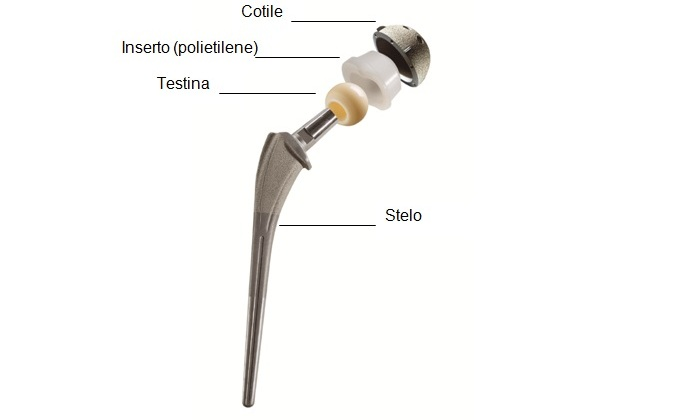 Cotile
Inserto (polietilene)
Testina
Stelo